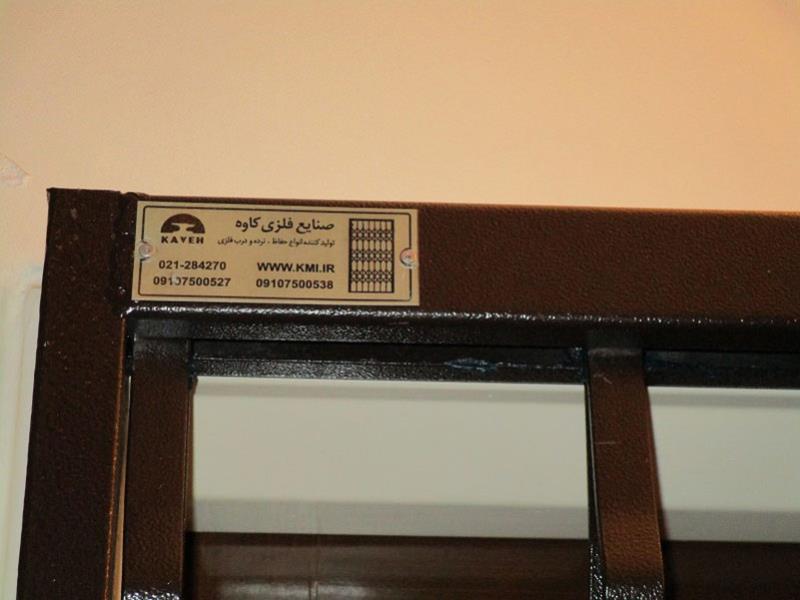 صنایع فلزی کاوه
KAVEH
تولید کننده انواع حفاظ ، نرده و درب فلزی
021-284270 WWW.KMI.IR
09107500527 09107500538